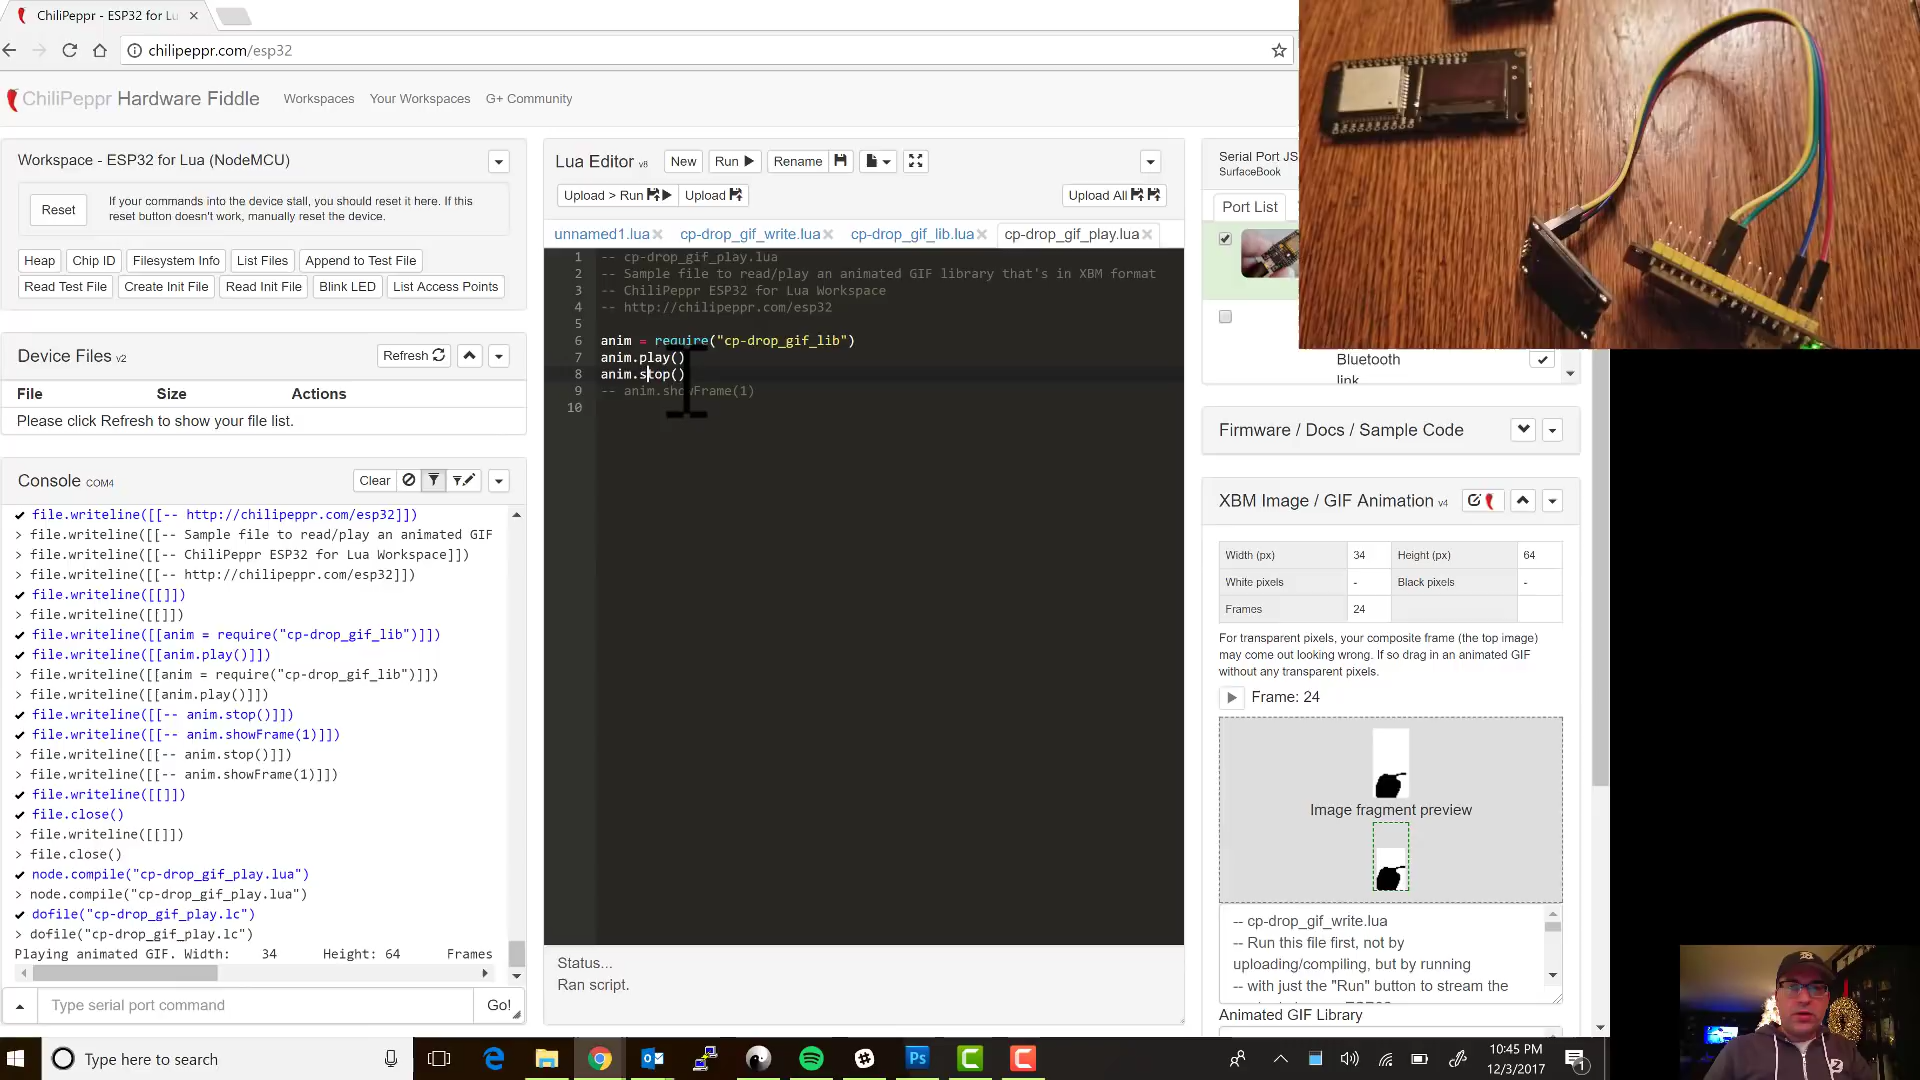 ChiliPeppr - ESP32 for Lu
chilipeppr.com/esp32
ChiliPeppr Hardware Fiddle
Workspaces
Your Workspaces
G+ Community
Workspace - ESP32 for Lua (NodeMCU)
Reset
If your commands into the device stall, you should reset it here. If this
reset button doesn't work, manually reset the device.
Heap
Chip ID
Filesystem Info
List Files
Append to Test File
Read Test File
Create Init File
Read Init File
Blink LED
List Access Points
Device Files v2
Refresh
File Size Actions
Please click Refresh to show your file list.
Console COM4
Clear
file.writeline([[-- http://chilipeppr.com/esp32]])
> file.writeline([[-- Sample file to read/play an animated GIF
> file.writeline([[-- ChiliPeppr ESP32 for Lua Workspace]])
> file.writeline([[-- http://chilipeppr.com/esp32]])
file.writeline([[]])
> file.writeline([[]])
file.writeline([[anim = require("cp-drop_gif_lib")]])
file.writeline([[anim.play()]])
> file.writeline([[anim = require("cp-drop_gif_lib")]])
> file.writeline([[anim.play()]])
file.writeline([[-- anim.stop()]])
file.writeline([[-- anim.showFrame(1)]])
> file.writeline([[-- anim.stop()]])
> file.writeline([[-- anim.showFrame(1)]])
file.writeline([[]])
file.close()
> file.writeline([[]])
> file.close()
node.compile("cp-drop_gif_play.lua")
> node.compile("cp-drop_gif_play.lua")
dofile("cp-drop_gif_play.lc")
> dofile("cp-drop_gif_play.lc")
Playing animated GIF. Width: 34 Height: 64 Frames
Type serial port command
Go!
Lua Editor v8
New
Run
Rename
Upload > Run
Upload
Upload All
unnamed1.lua
cp-drop_gif_write.lua
cp-drop_gif_lib.lua
cp-drop_gif_play.lua
1 -- cp-drop_gif_play.lua
2 -- Sample file to read/play an animated GIF library that's in XBM format
3 -- ChiliPeppr ESP32 for Lua Workspace
4 -- http://chilipeppr.com/esp32
5
6 anim = require("cp-drop_gif_lib")
7 anim.play()
8 anim.stop()
9 -- anim.showFrame(1)
10
Status...
Ran script.
Serial Port JS
SurfaceBook
Port List
Bluetooth
link
Firmware / Docs / Sample Code
XBM Image / GIF Animation v4
Width (px) 34 Height (px) 64
White pixels - Black pixels -
Frames 24
For transparent pixels, your composite frame (the top image)
may come out looking wrong. If so drag in an animated GIF
without any transparent pixels.
Frame: 24
Image fragment preview
-- cp-drop_gif_write.lua
-- Run this file first, not by
uploading/compiling, but by running
-- with just the "Run" button to stream the
Animated GIF Library
Type here to search
10:45 PM
12/3/2017
1